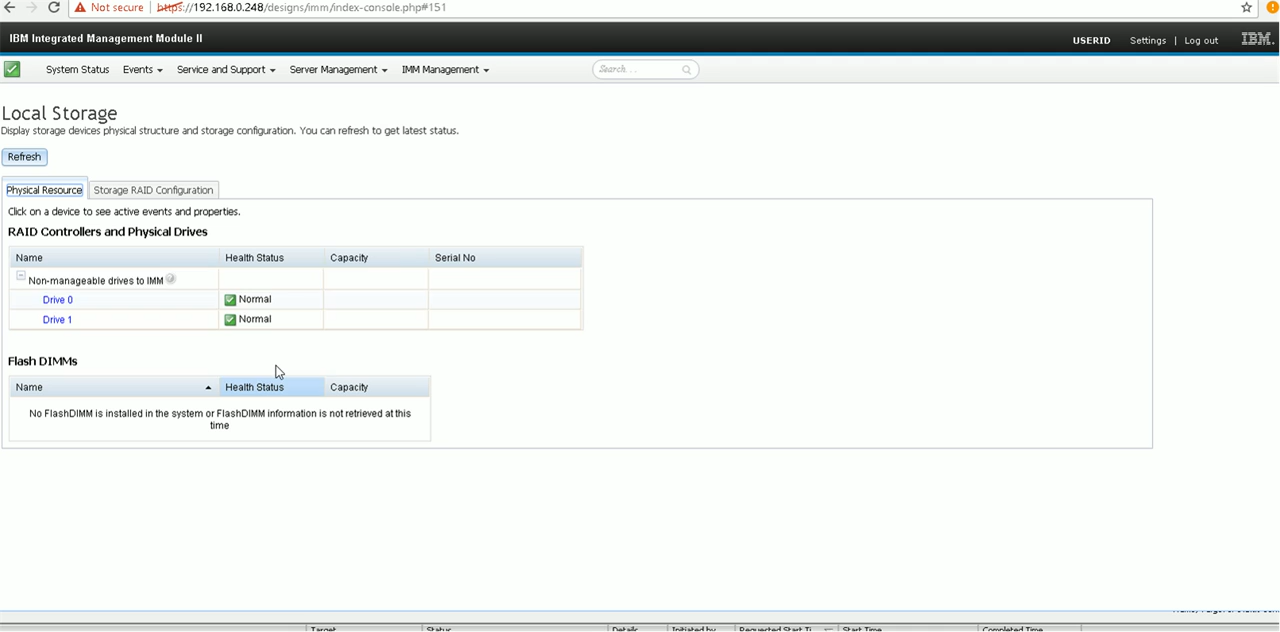 Not secure | https://192.168.0.248/designs/imm/index-console.php#151
IBM Integrated Management Module II
USERID Settings | Log out IBM.
System Status Events Service and Support Server Management IMM Management Search...
Local Storage
Display storage devices physical structure and storage configuration. You can refresh to get latest status.
Refresh
Physical Resource Storage RAID Configuration
Click on a device to see active events and properties.
RAID Controllers and Physical Drives
Name Health Status Capacity Serial No
Non-manageable drives to IMM
Drive 0 Normal
Drive 1 Normal
Flash DIMMs
Name Health Status Capacity
No FlashDIMM is installed in the system or FlashDIMM information is not retrieved at this
time
Target Status Details Initiated by Requested Start Ti Start Time Completed Time